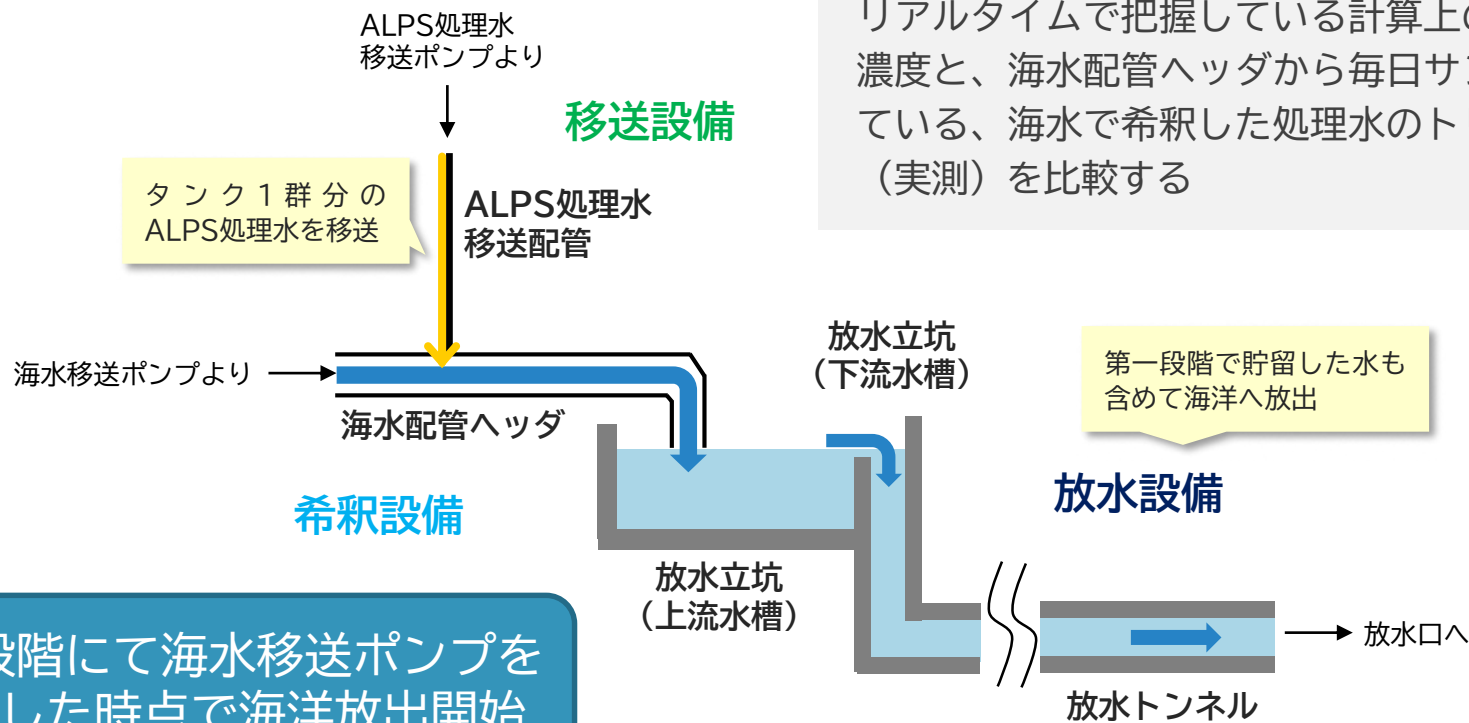 ALPS処理水
移送ポンプより
移送設備
リアルタイムで把握している計算上の
濃度と、海水配管ヘッダから毎日サン
ている、海水で希釈した処理水のト
（実測）を比較する
タンク1群分の
ALPS処理水を移送
ALPS処理水
移送配管
海水移送ポンプより
海水配管ヘッダ
放水立坑
（下流水槽）
第一段階で貯留した水も
含めて海洋へ放出
希釈設備
放水設備
放水立坑
（上流水槽）
段階にて海水移送ポンプを
した時点で海洋放出開始
放水口へ
放水トンネル